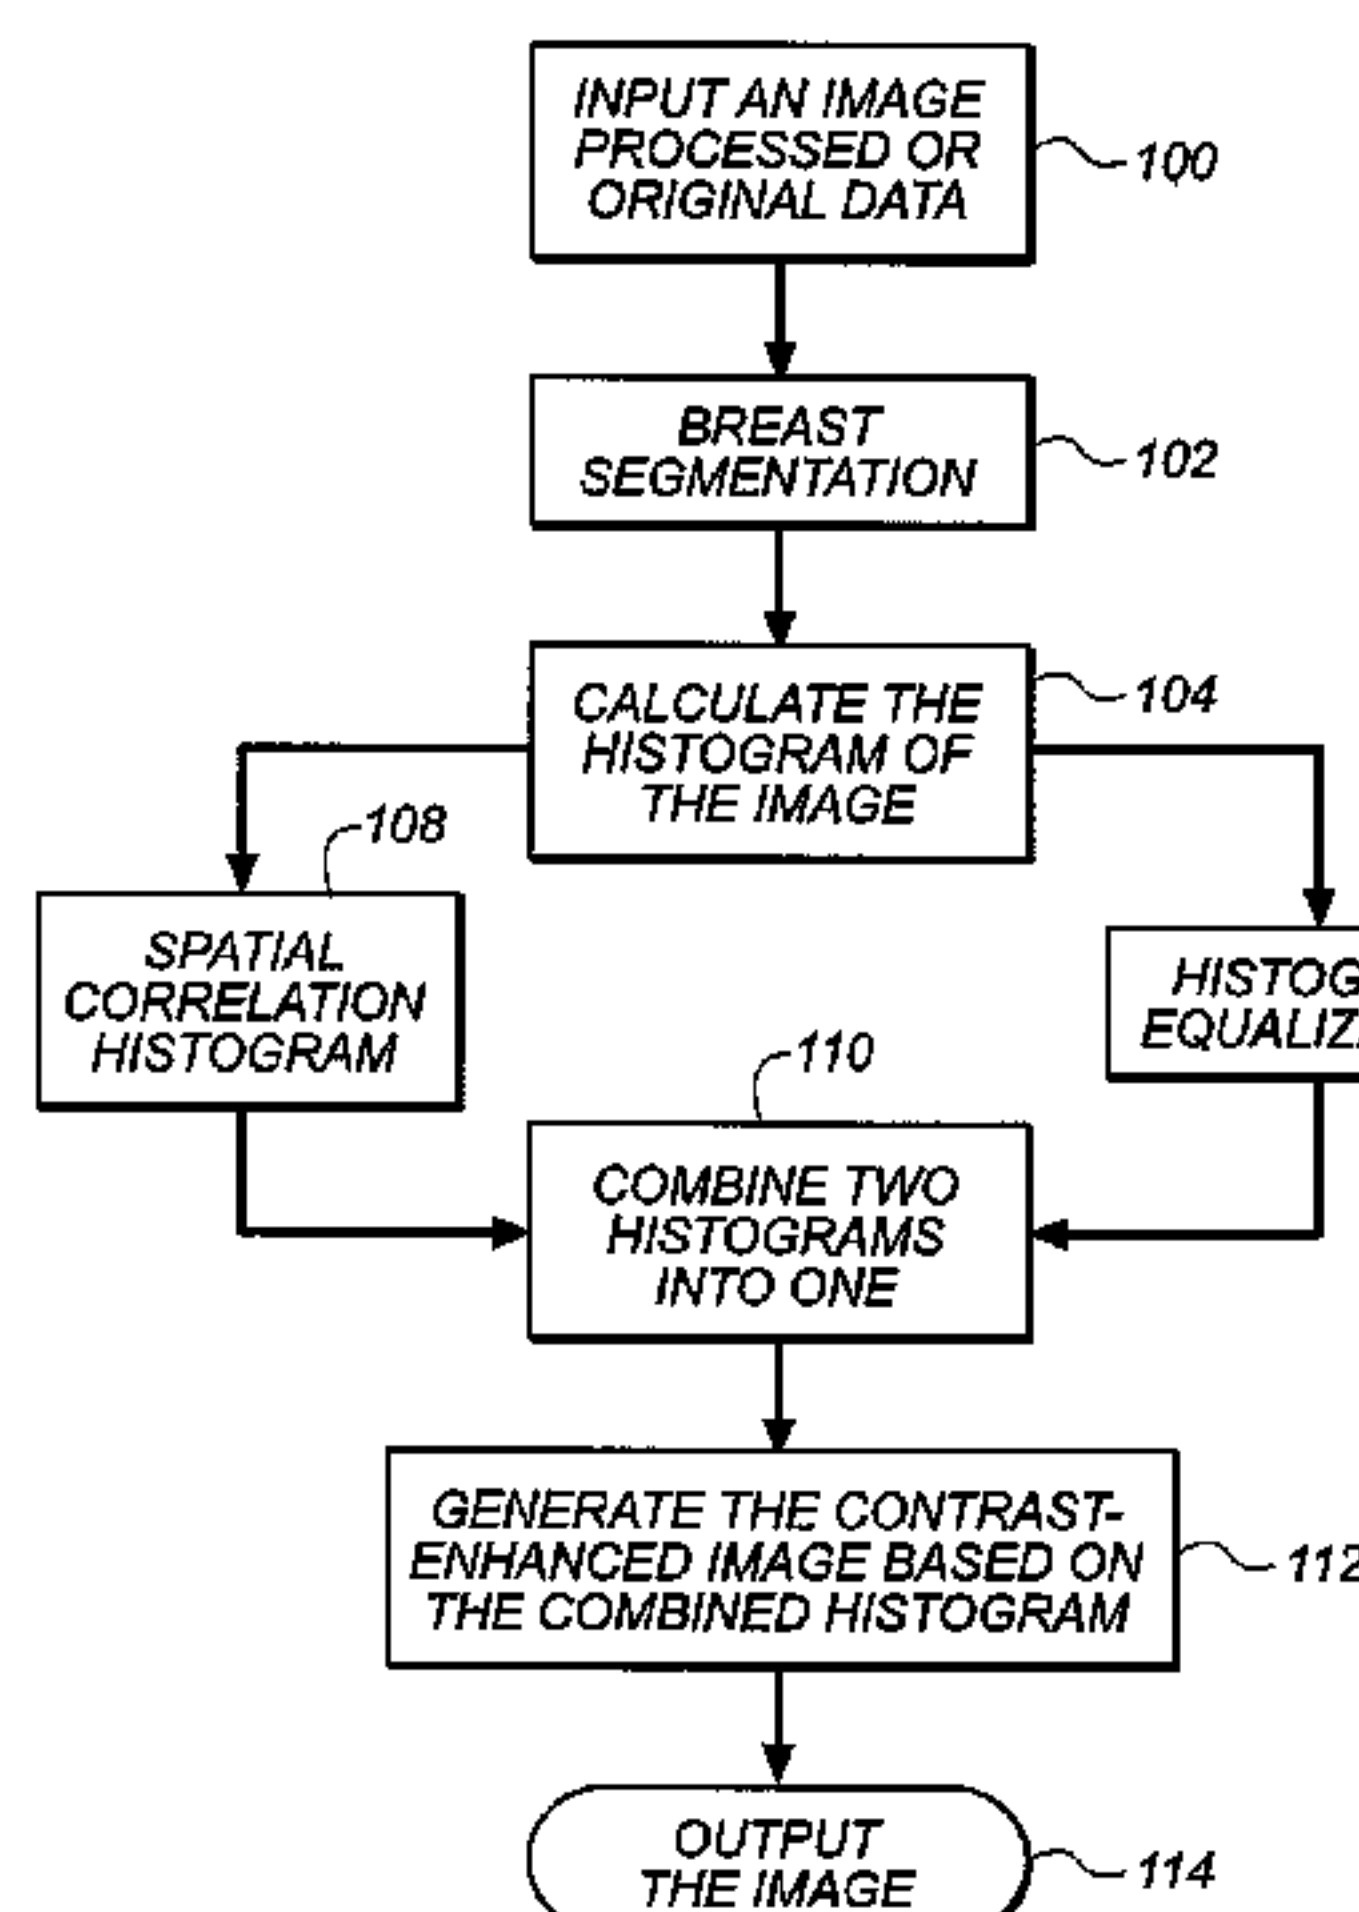 INPUT AN IMAGE
PROCESSED OR
ORIGINAL DATA
100
BREAST
SEGMENTATION
102
CALCULATE THE
HISTOGRAM OF
THE IMAGE
104
108
SPATIAL
CORRELATION
HISTOGRAM
110
COMBINE TWO
HISTOGRAMS
INTO ONE
GENERATE THE CONTRAST-
ENHANCED IMAGE BASED ON
THE COMBINED HISTOGRAM
112
OUTPUT
THE IMAGE
114